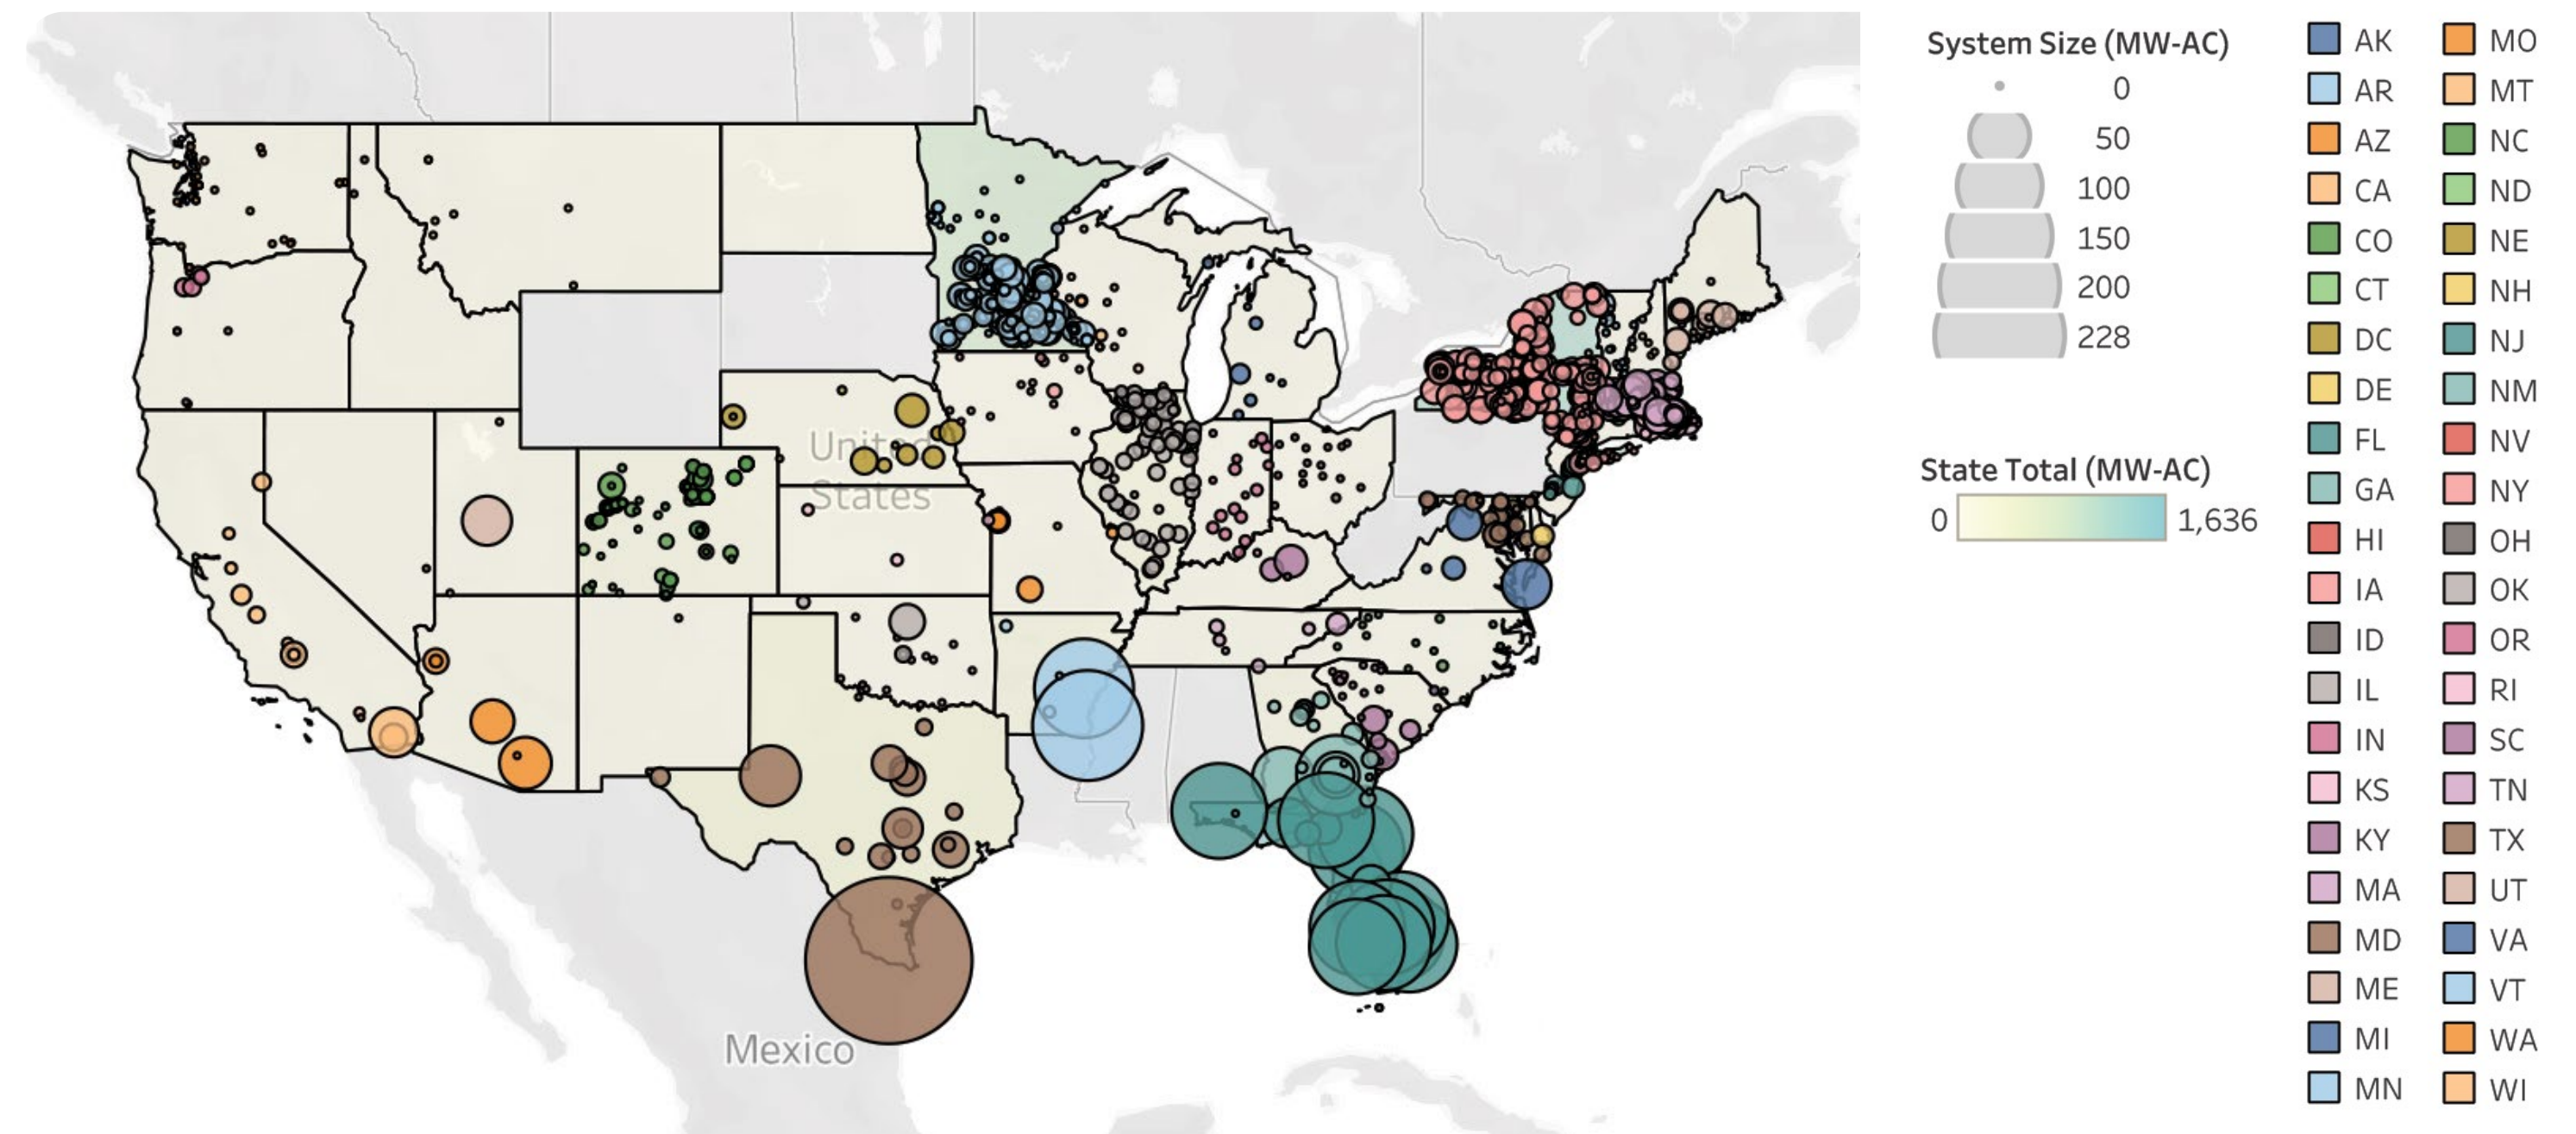 United
States
Mexico
System Size (MW-AC)
0
50
100
150
200
228
State Total (MW-AC)
0 1,636
AK MO
AR MT
AZ NC
CA ND
CO NE
CT NH
DC NJ
DE NM
FL NV
GA NY
HI OH
IA OK
ID OR
IL RI
IN SC
KS TN
KY TX
MA UT
MD VA
ME VT
MI WA
MN WI